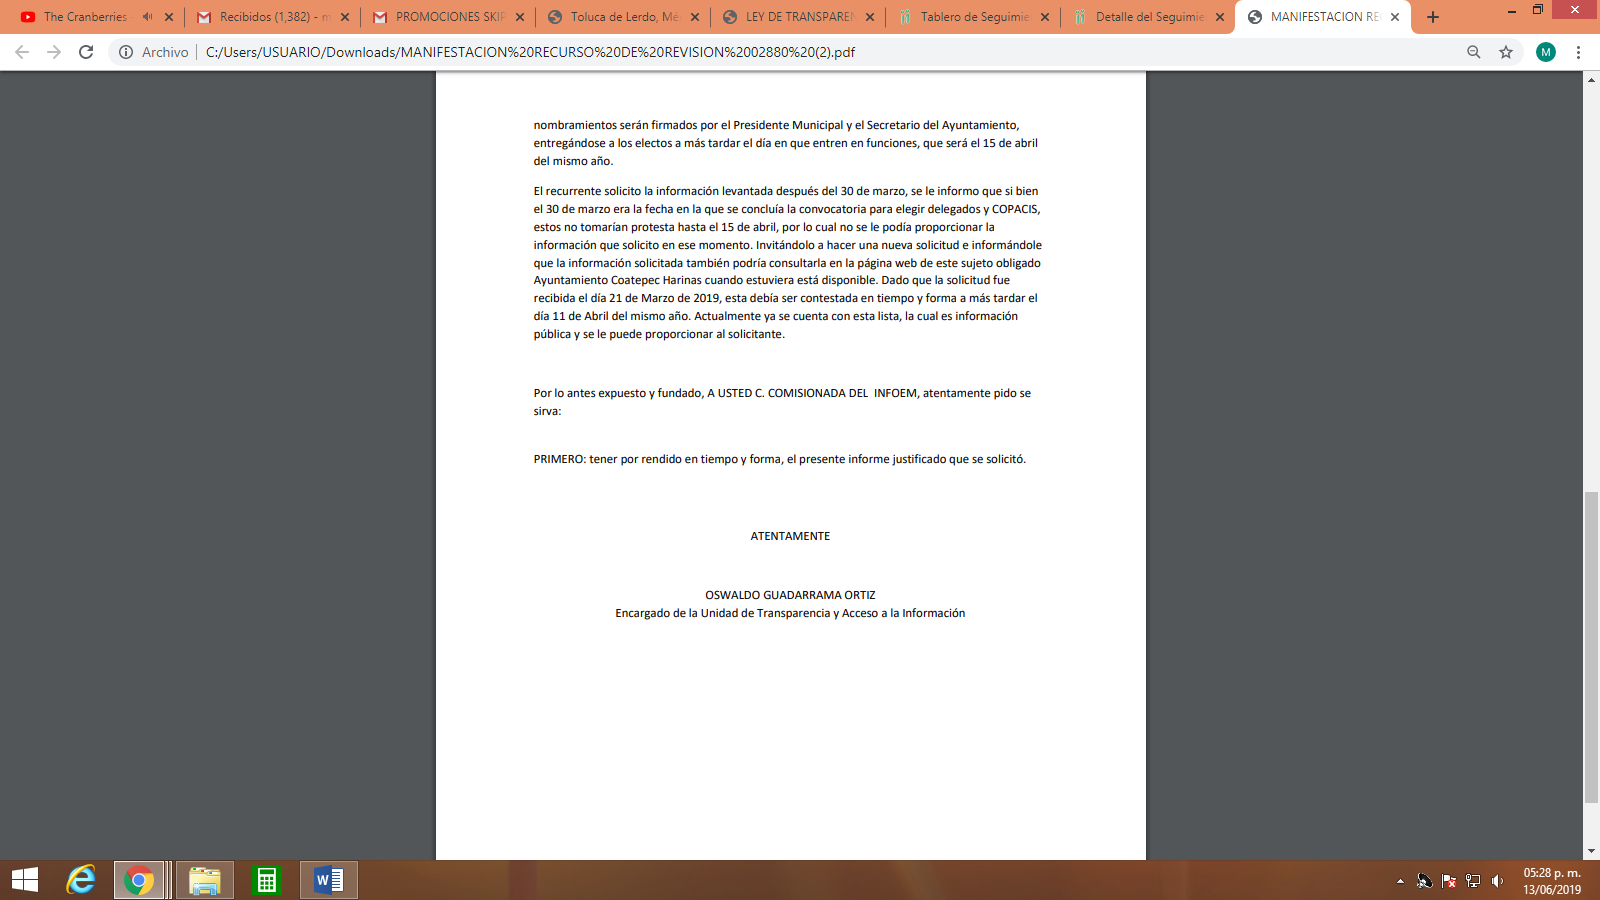 The Cranberries -
Recibidos (1,382) - m
PROMOCIONES SKIP
Toluca de Lerdo, Mé
LEY DE TRANSPAREN
Tablero de Seguimie
Detalle del Seguimie
MANIFESTACION RE
Archivo
C:/Users/USUARIO/Downloads/MANIFESTACION%20RECURSO%20DE%20REVISION%2002880%20(2).pdf
M
nombramientos serán firmados por el Presidente Municipal y el Secretario del Ayuntamiento,
entregándose a los electos a más tardar el día en que entren en funciones, que será el 15 de abril
del mismo año.
El recurrente solicito la información levantada después del 30 de marzo, se le informo que si bien
el 30 de marzo era la fecha en la que se concluía la convocatoria para elegir delegados y COPACIS,
estos no tomarían protesta hasta el 15 de abril, por lo cual no se le podía proporcionar la
información que solicito en ese momento. Invitándolo a hacer una nueva solicitud e informándole
que la información solicitada también podría consultarla en la página web de este sujeto obligado
Ayuntamiento Coatepec Harinas cuando estuviera está disponible. Dado que la solicitud fue
recibida el día 21 de Marzo de 2019, esta debía ser contestada en tiempo y forma a más tardar el
día 11 de Abril del mismo año. Actualmente ya se cuenta con esta lista, la cual es información
pública y se le puede proporcionar al solicitante.
Por lo antes expuesto y fundado, A USTED C. COMISIONADA DEL  INFOEM, atentamente pido se
sirva:
PRIMERO: tener por rendido en tiempo y forma, el presente informe justificado que se solicitó.
ATENTAMENTE
OSWALDO GUADARRAMA ORTIZ
Encargado de la Unidad de Transparencia y Acceso a la Información
05:28 p. m.
13/06/2019